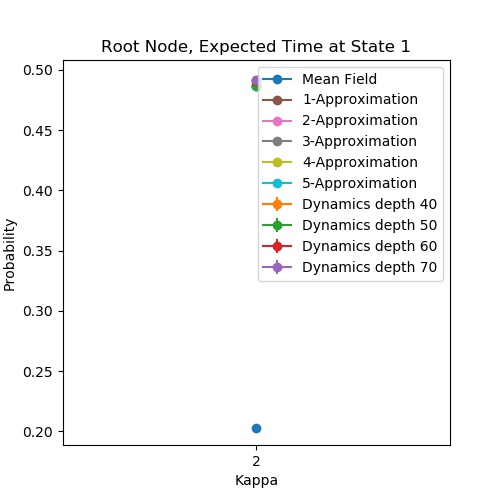 Root Node, Expected Time at State 1
0.50
0.45
0.40
0.35
0.30
0.25
0.20
Probability
Mean Field
1-Approximation
2-Approximation
3-Approximation
4-Approximation
5-Approximation
Dynamics depth 40
Dynamics depth 50
Dynamics depth 60
Dynamics depth 70
2
Kappa